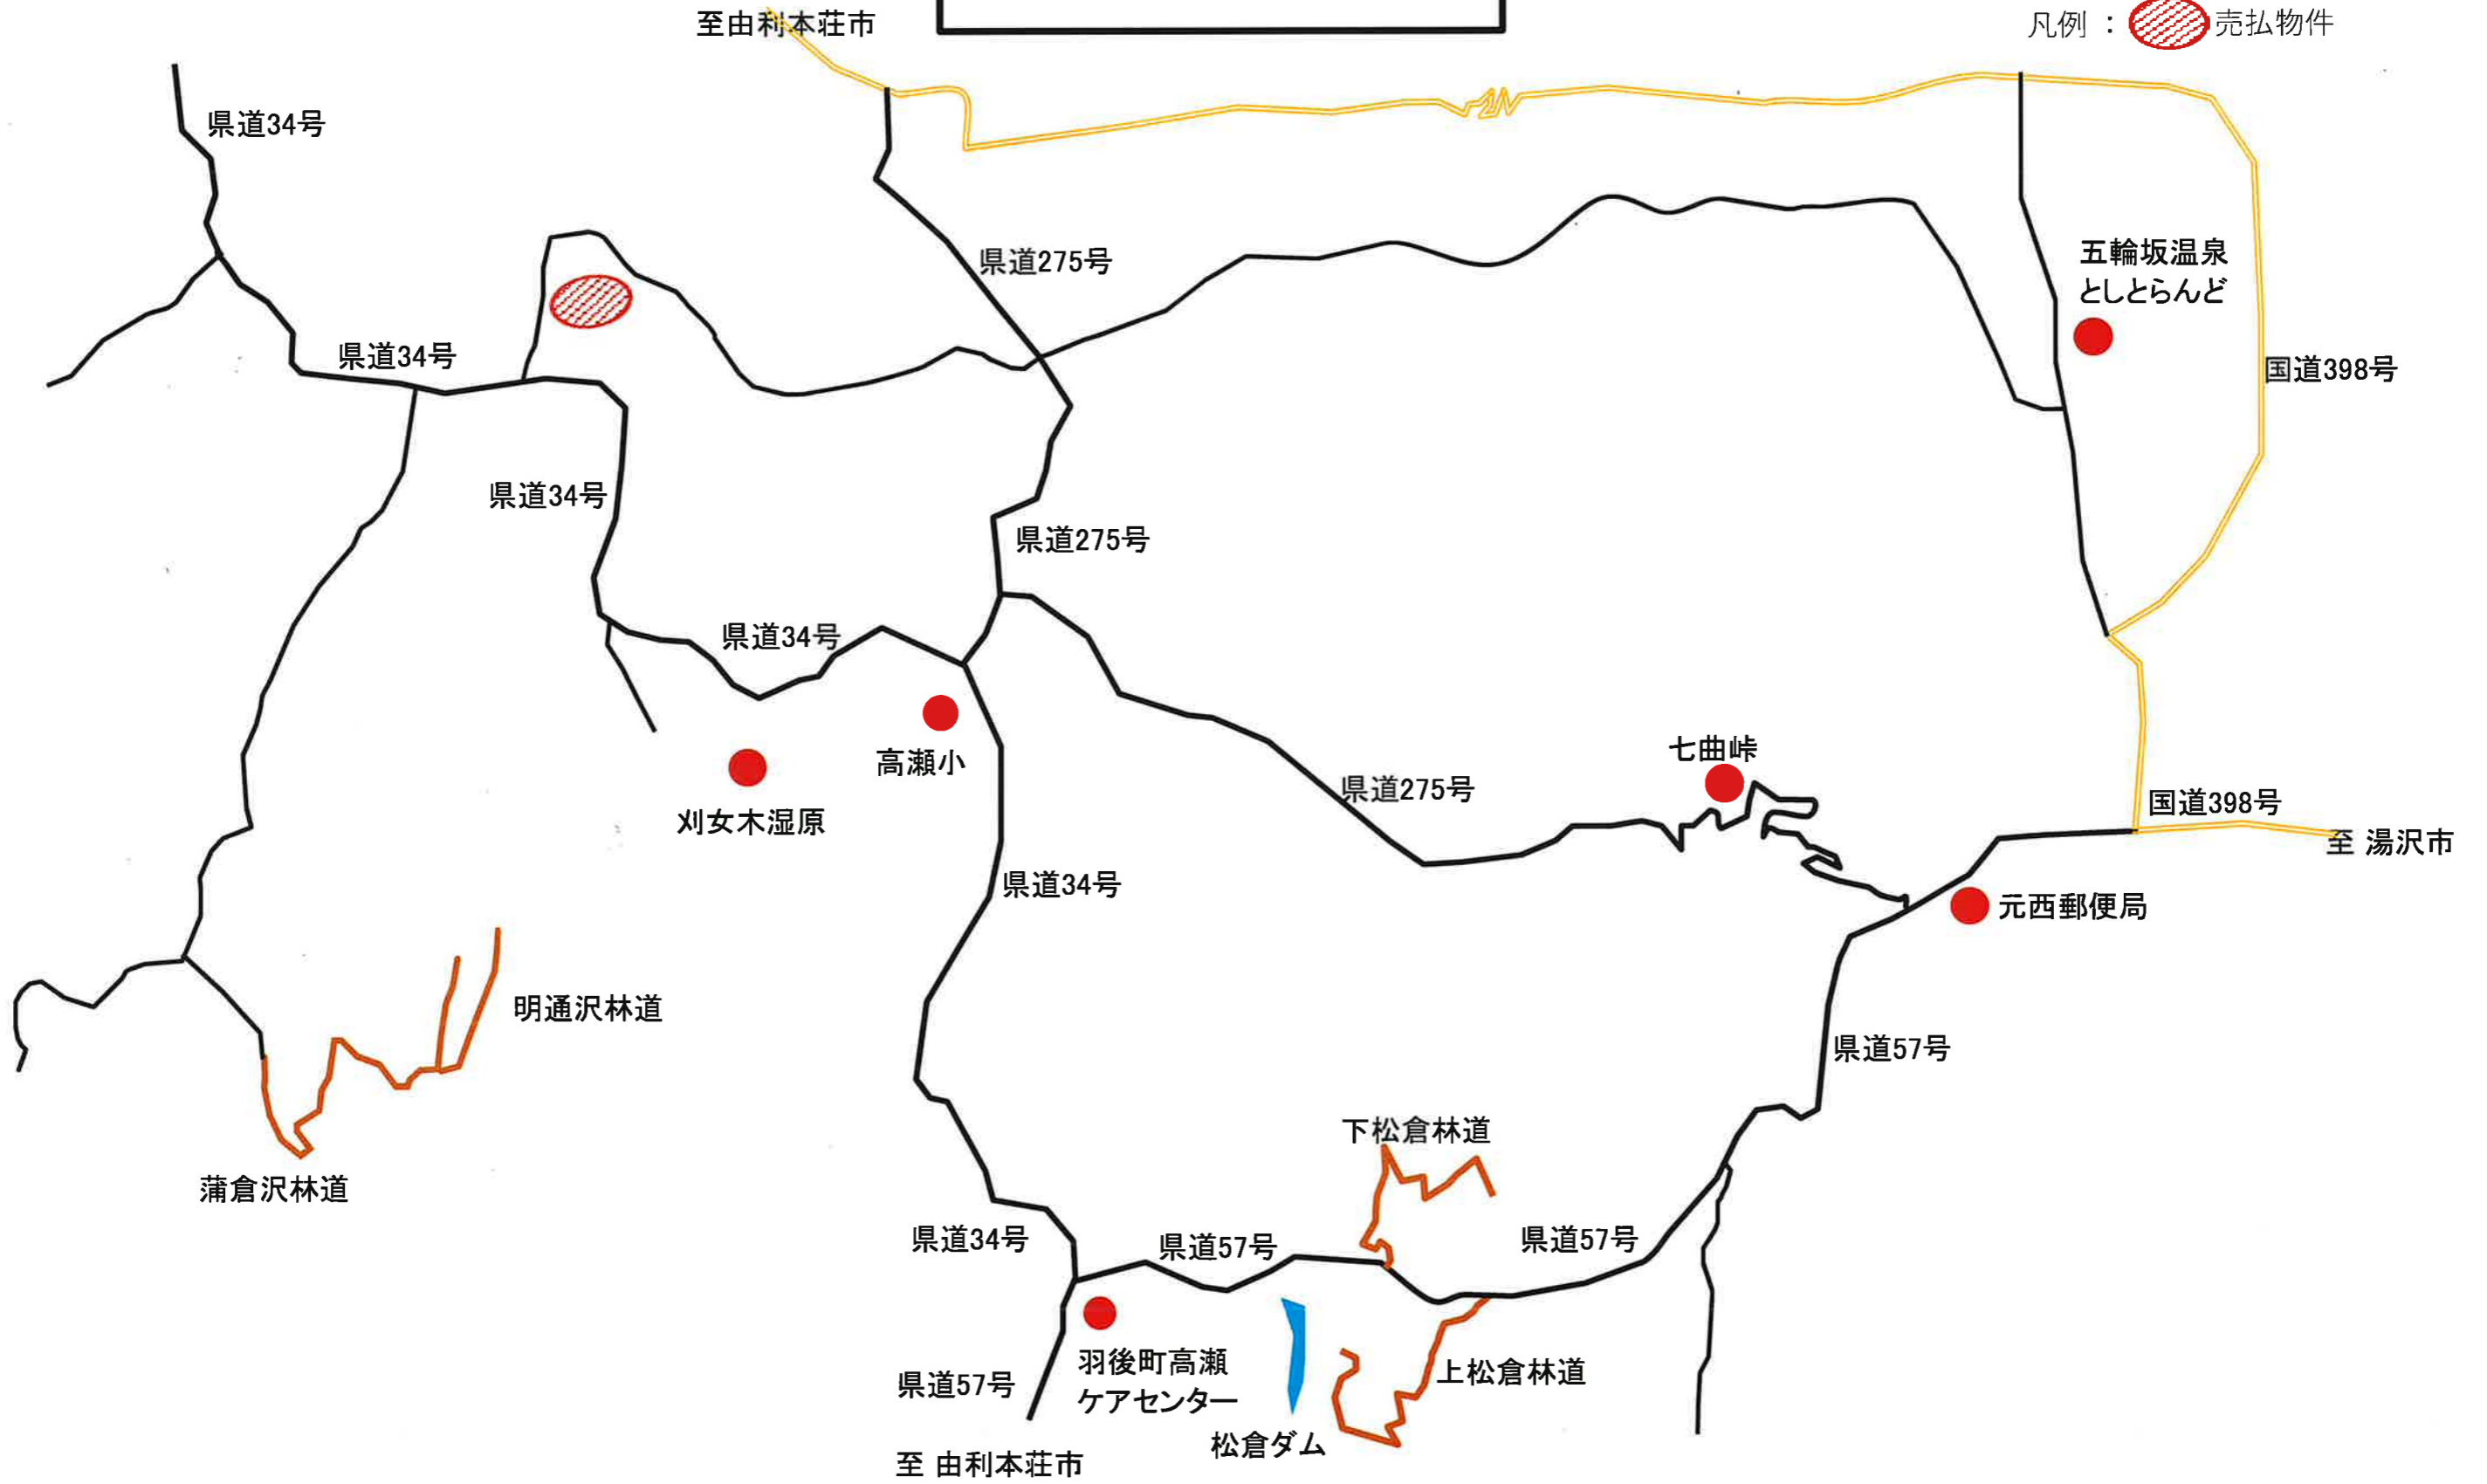 至由利本荘市
凡例 : 売払物件
県道34号
県道275号
五輪坂温泉
としとらんど
県道34号
国道398号
県道34号
県道275号
県道34号
高瀬小
七曲峠
刈女木湿原
県道275号
国道398号
至 湯沢市
県道34号
元西郵便局
明通沢林道
県道57号
下松倉林道
蒲倉沢林道
県道34号
県道57号
県道57号
羽後町高瀬
ケアセンター
県道57号
上松倉林道
松倉ダム
至 由利本荘市